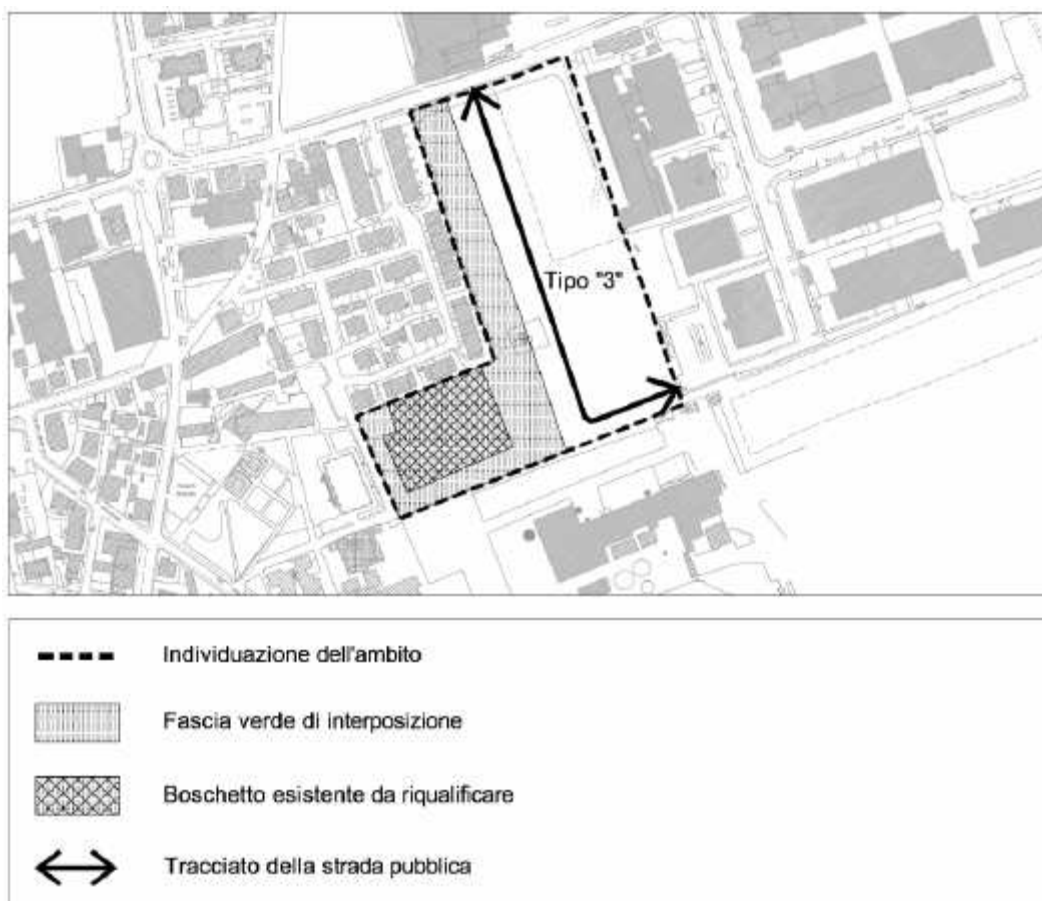 Tipo "3"
Individuazione dell'ambito
Fascia verde di interposizione
Boschetto esistente da riqualificare
Tracciato della strada pubblica